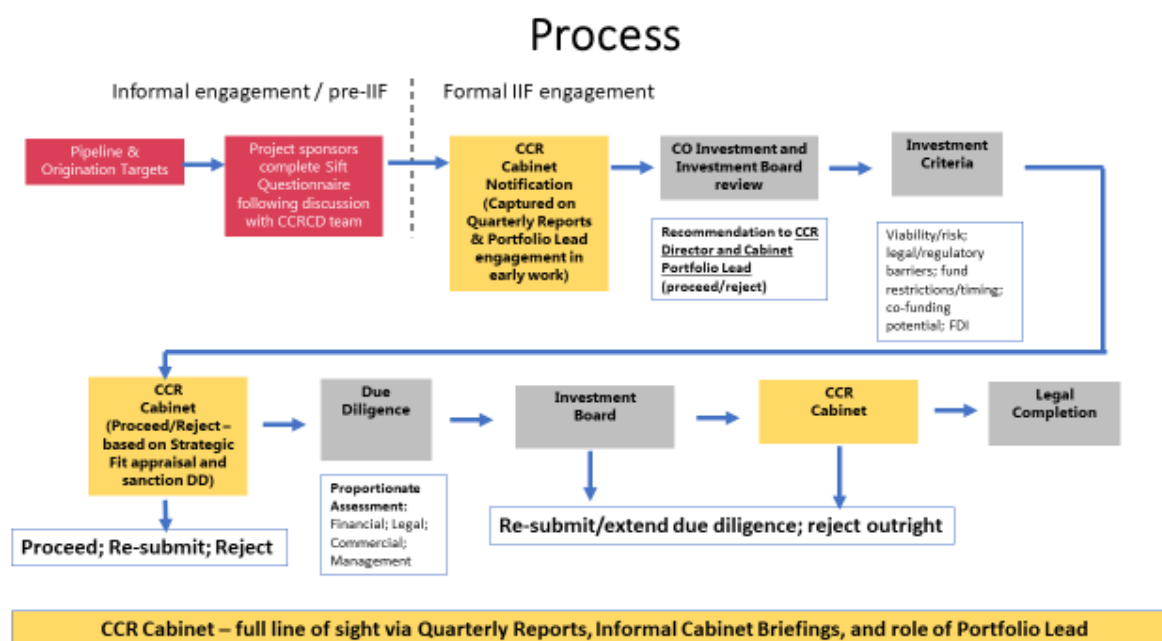 Process
Informal engagement / pre-IIF
Formal IIF engagement
Pipeline &
Origination Targets
Project sponsors
complete Sift
Questionnaire
following discussion
with CCRCD team
CCR
Cabinet
Notification
(Captured on
Quarterly Reports
& Portfolio Lead
engagement in
early work)
CO Investment and
Investment Board
review
Recommendation to CCR
Director and Cabinet
Portfolio Lead
(proceed/reject)
Investment
Criteria
Viability/risk;
legal/regulatory
barriers; fund
restrictions/timing;
co-funding
potential; FDI
CCR
Cabinet
(Proceed/Reject –
based on Strategic
Fit appraisal and
sanction DD)
Proceed; Re-submit; Reject
Due
Diligence
Proportionate
Assessment:
Financial; Legal;
Commercial;
Management
Investment
Board
CCR
Cabinet
Re-submit/extend due diligence; reject outright
Legal
Completion
CCR Cabinet – full line of sight via Quarterly Reports, Informal Cabinet Briefings, and role of Portfolio Lead